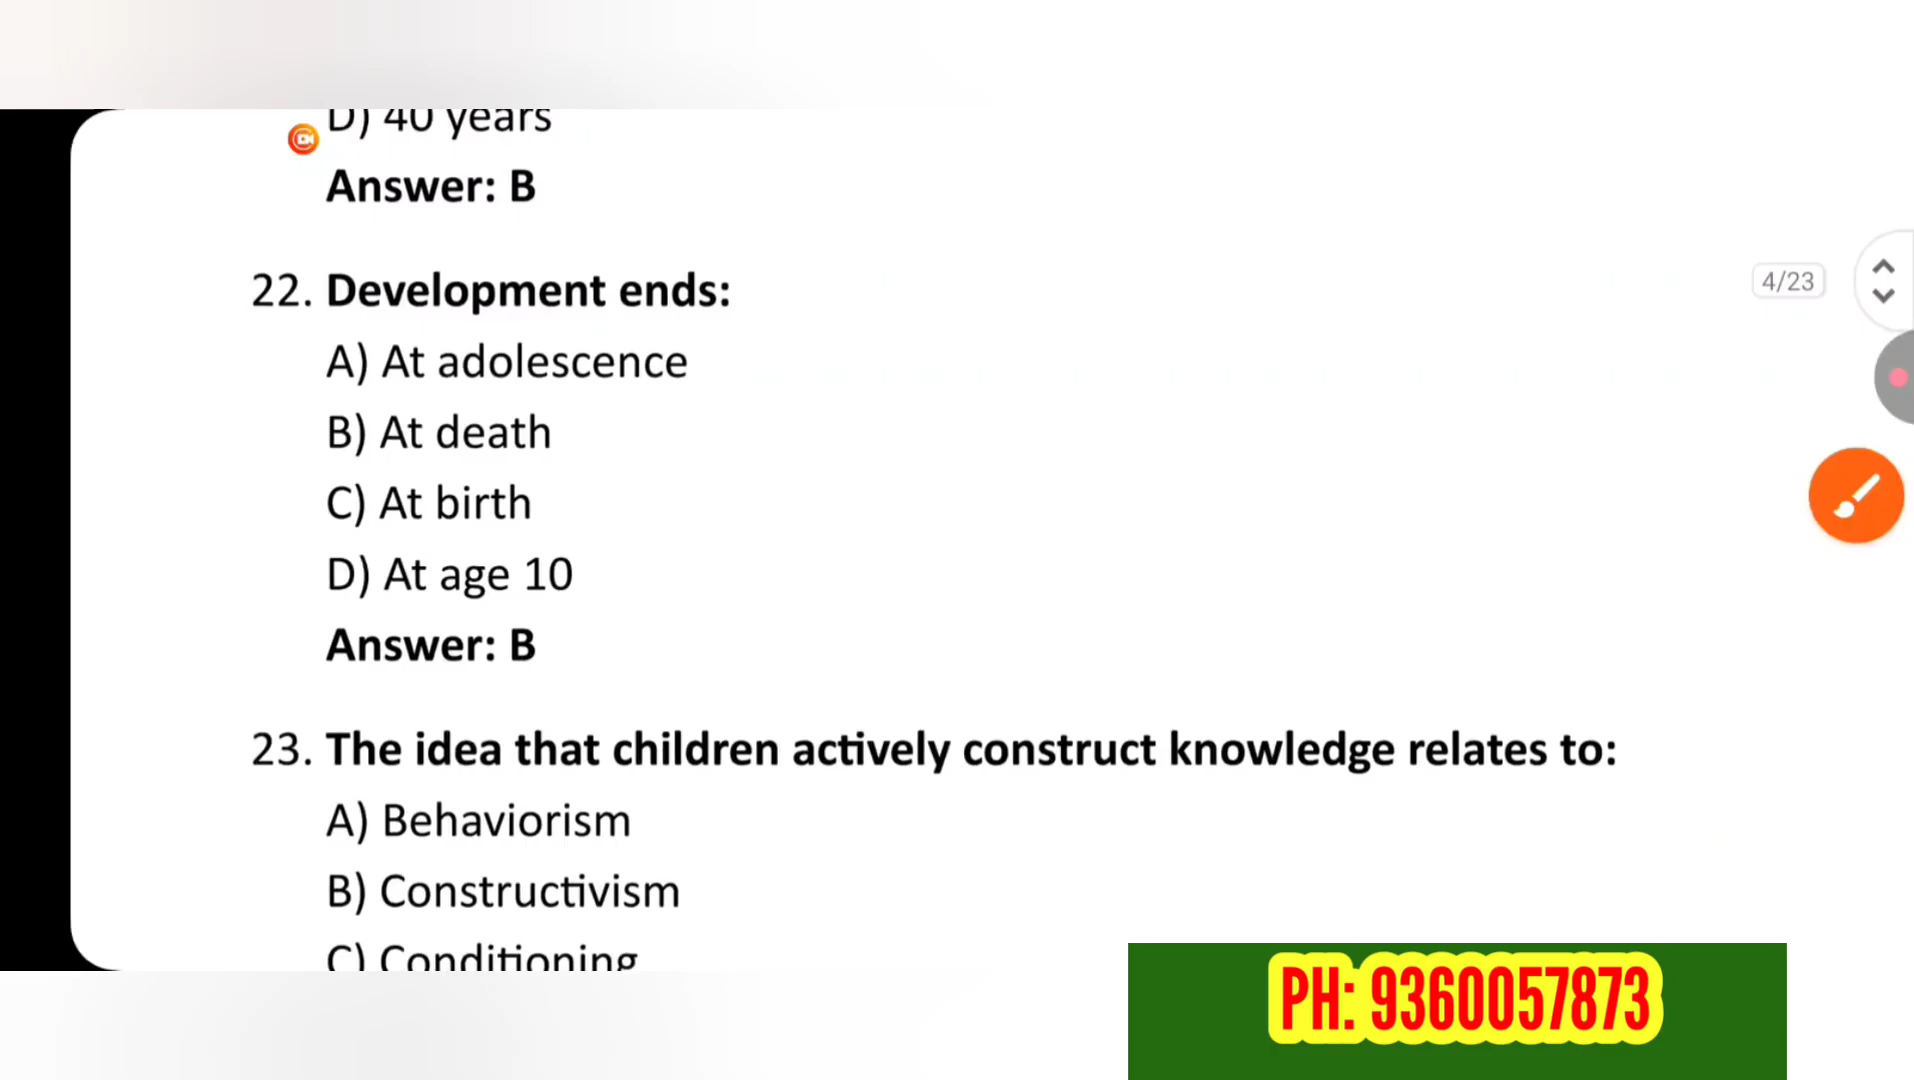 D) 40 years
Answer: B
22. Development ends:
4/23
A) At adolescence
B) At death
C) At birth
D) At age 10
Answer: B
23. The idea that children actively construct knowledge relates to:
A) Behaviorism
B) Constructivism
C) Conditioning
PH: 9360057873